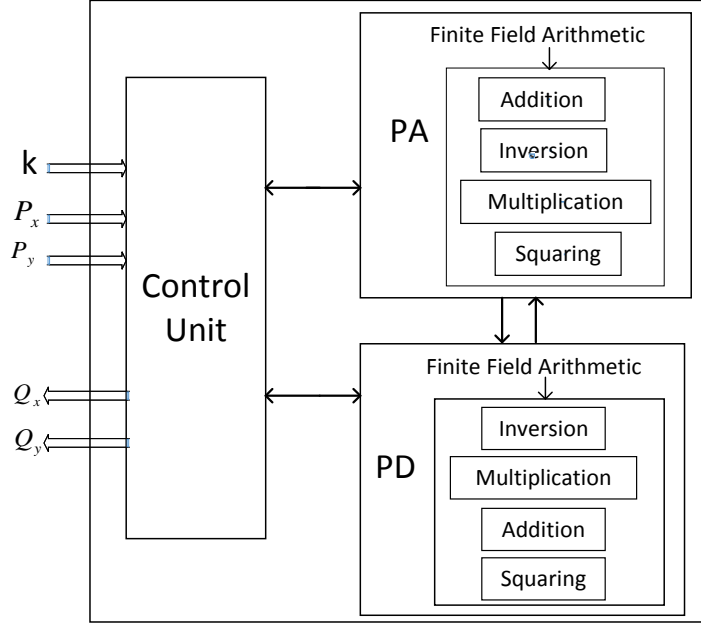 Finite Field Arithmetic
Addition
PA
Inversion
Multiplication
Squaring
k
P_x
P_y
Control
Unit
Q_x
Q_y
Finite Field Arithmetic
Inversion
PD
Multiplication
Addition
Squaring